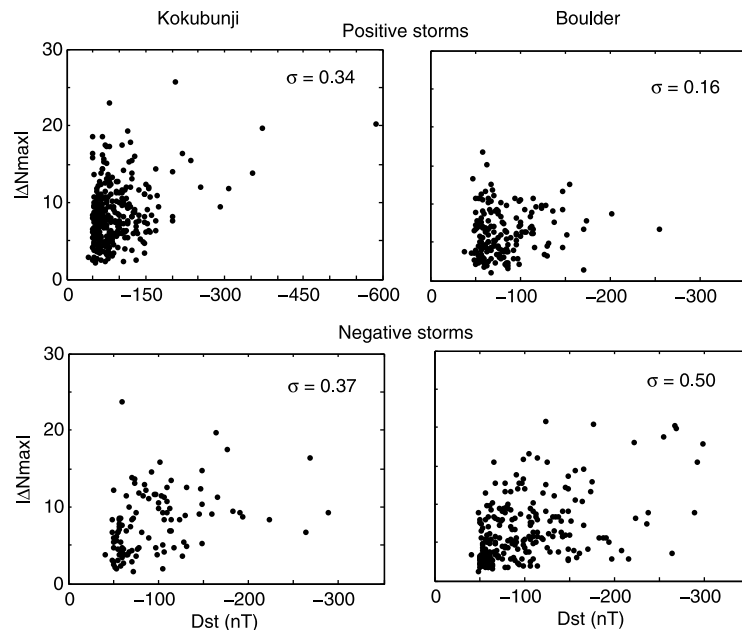 Kokubunji Boulder
Positive storms
30
20
10
0
|ΔNmax|
σ = 0.34
σ = 0.16
0 −150 −300 −450 −600
0 −100 −200 −300
Negative storms
30
20
10
0
|ΔNmax|
σ = 0.37
σ = 0.50
0 −100 −200 −300
0 −100 −200 −300
Dst (nT) Dst (nT)